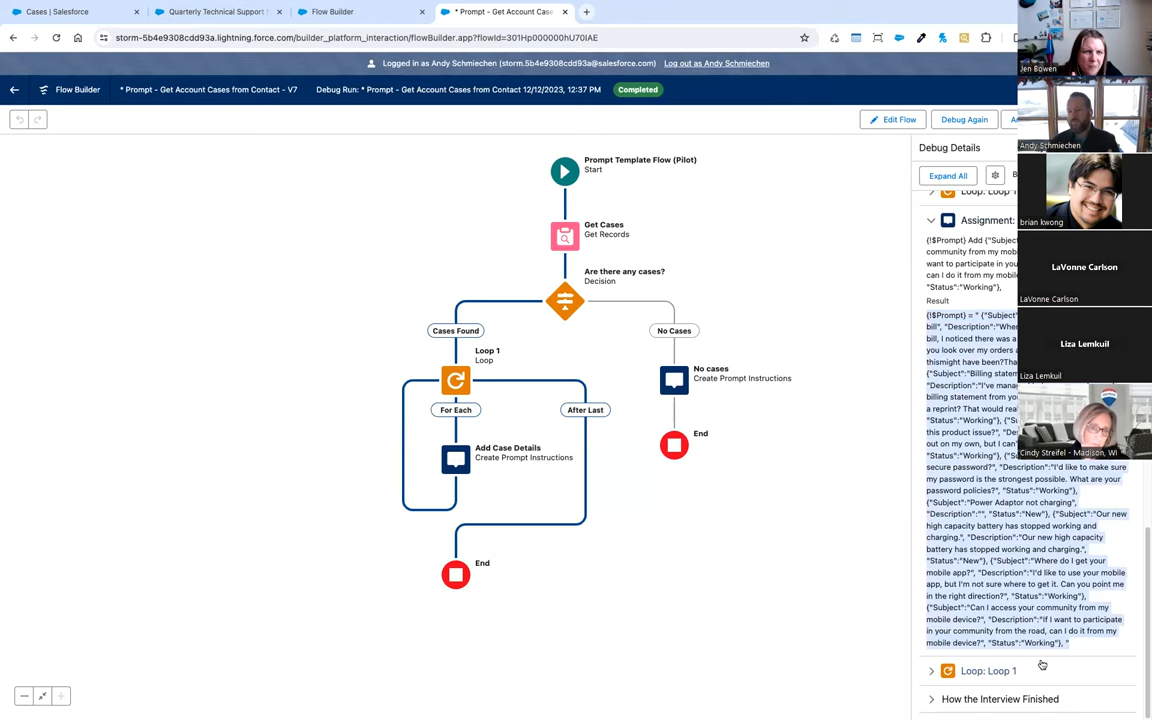 Cases | Salesforce
Quarterly Technical Support
Flow Builder
* Prompt - Get Account Case
storm-5b4e9308cdd93a.lightning.force.com/builder_platform_interaction/flowBuilder.app?flowId=301Hp000000hU70IAE
Logged in as Andy Schmiechen (storm.5b4e9308cdd93a@salesforce.com)
Log out as Andy Schmiechen
Flow Builder
* Prompt - Get Account Cases from Contact - V7
Debug Run: * Prompt - Get Account Cases from Contact 12/12/2023, 12:37 PM
Completed
Edit Flow
Debug Again
Prompt Template Flow (Pilot)
Start
Get Cases
Get Records
Are there any cases?
Decision
Cases Found
No Cases
Loop 1
Loop
No cases
Create Prompt Instructions
For Each
After Last
End
Add Case Details
Create Prompt Instructions
End
Debug Details
Expand All
Loop: Loop 1
Assignment:
{!$Prompt} Add {"Subje
community from my mobi
want to participate in you
can I do it from my mobil
"Status":"Working"},
Result
{!$Prompt} = " {"Subject"
bill", "Description":"Whe
bill, I noticed there was a
you look over my orders a
thismight have been?Tha
{"Subject":"Billing statem
"Description":"I've manag
billing statement from yo
a reprint? That would real
"Status":"Working"}, {"S
this product issue?", "Des
out on my own, but I can'
"Status":"Working"}, {"S
secure password?", "Description":"I'd like to make sure
my password is the strongest possible. What are your
password policies?", "Status":"Working"},
{"Subject":"Power Adaptor not charging",
"Description":"", "Status":"New"}, {"Subject":"Our new
high capacity battery has stopped working and
charging.", "Description":"Our new high capacity
battery has stopped working and charging.",
"Status":"New"}, {"Subject":"Where do I get your
mobile app?", "Description":"I'd like to use your mobile
app, but I'm not sure where to get it. Can you point me
in the right direction?", "Status":"Working"},
{"Subject":"Can I access your community from my
mobile device?", "Description":"If I want to participate
in your community from the road, can I do it from my
mobile device?", "Status":"Working"}, "
Loop: Loop 1
How the Interview Finished
Jen Bowen
Andy Schmiechen
brian kwong
LaVonne Carlson
LaVonne Carlson
Liza Lemkuil
Liza Lemkuil
RE/MAX
Cindy Streifel - Madison, WI